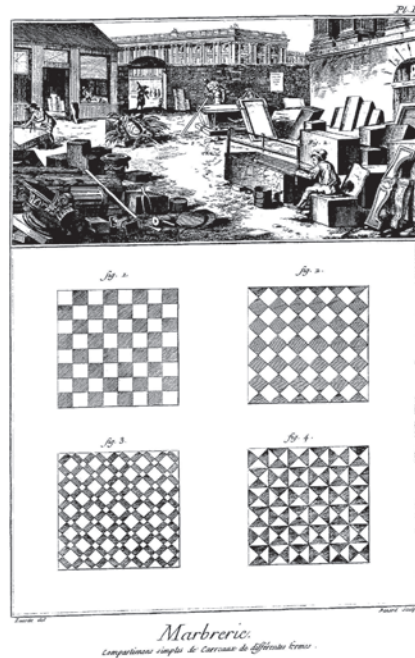 Pl. I
fig. 1.
fig. 2.
fig. 3.
fig. 4.
Marbrerie.
Compartimens simples de Carreaux de différentes formes.